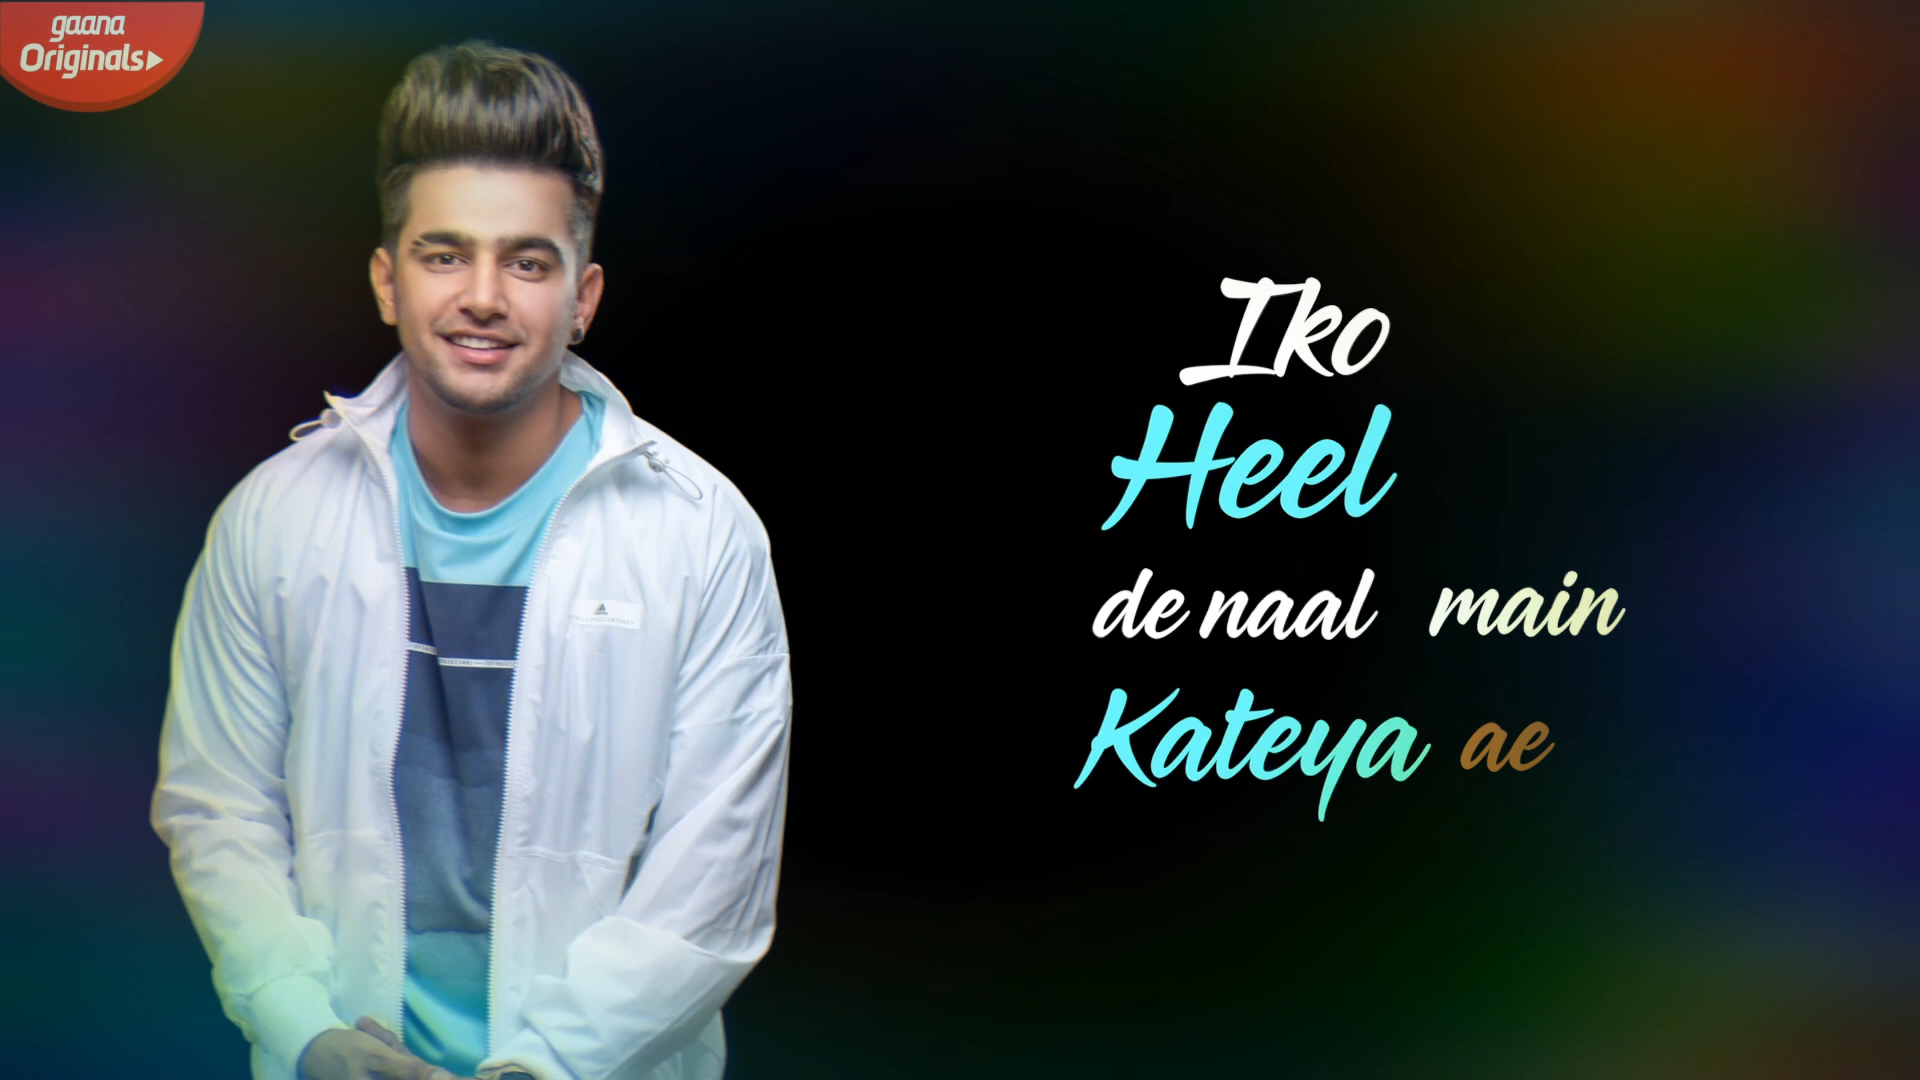 gaana
Originals
Iko
Heel
de naal main
Kateya ae